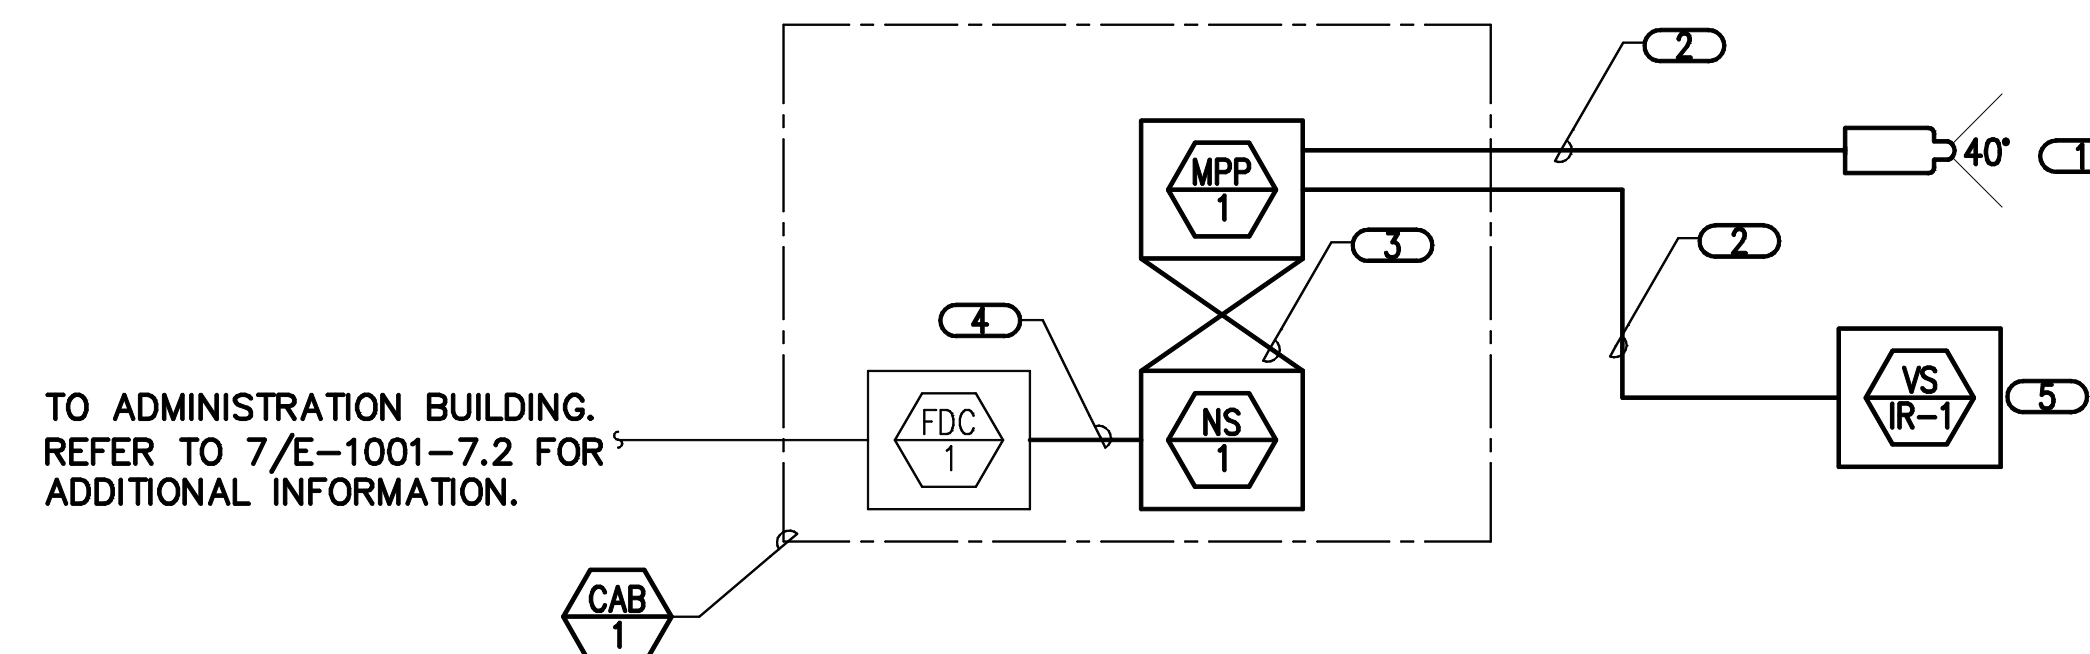 2
MPP
1
40°
1
3
2
4
VS
IR-1
5
FDC
1
NS
1
TO ADMINISTRATION BUILDING.
REFER TO 7/E-1001-7.2 FOR
ADDITIONAL INFORMATION.
CAB
1